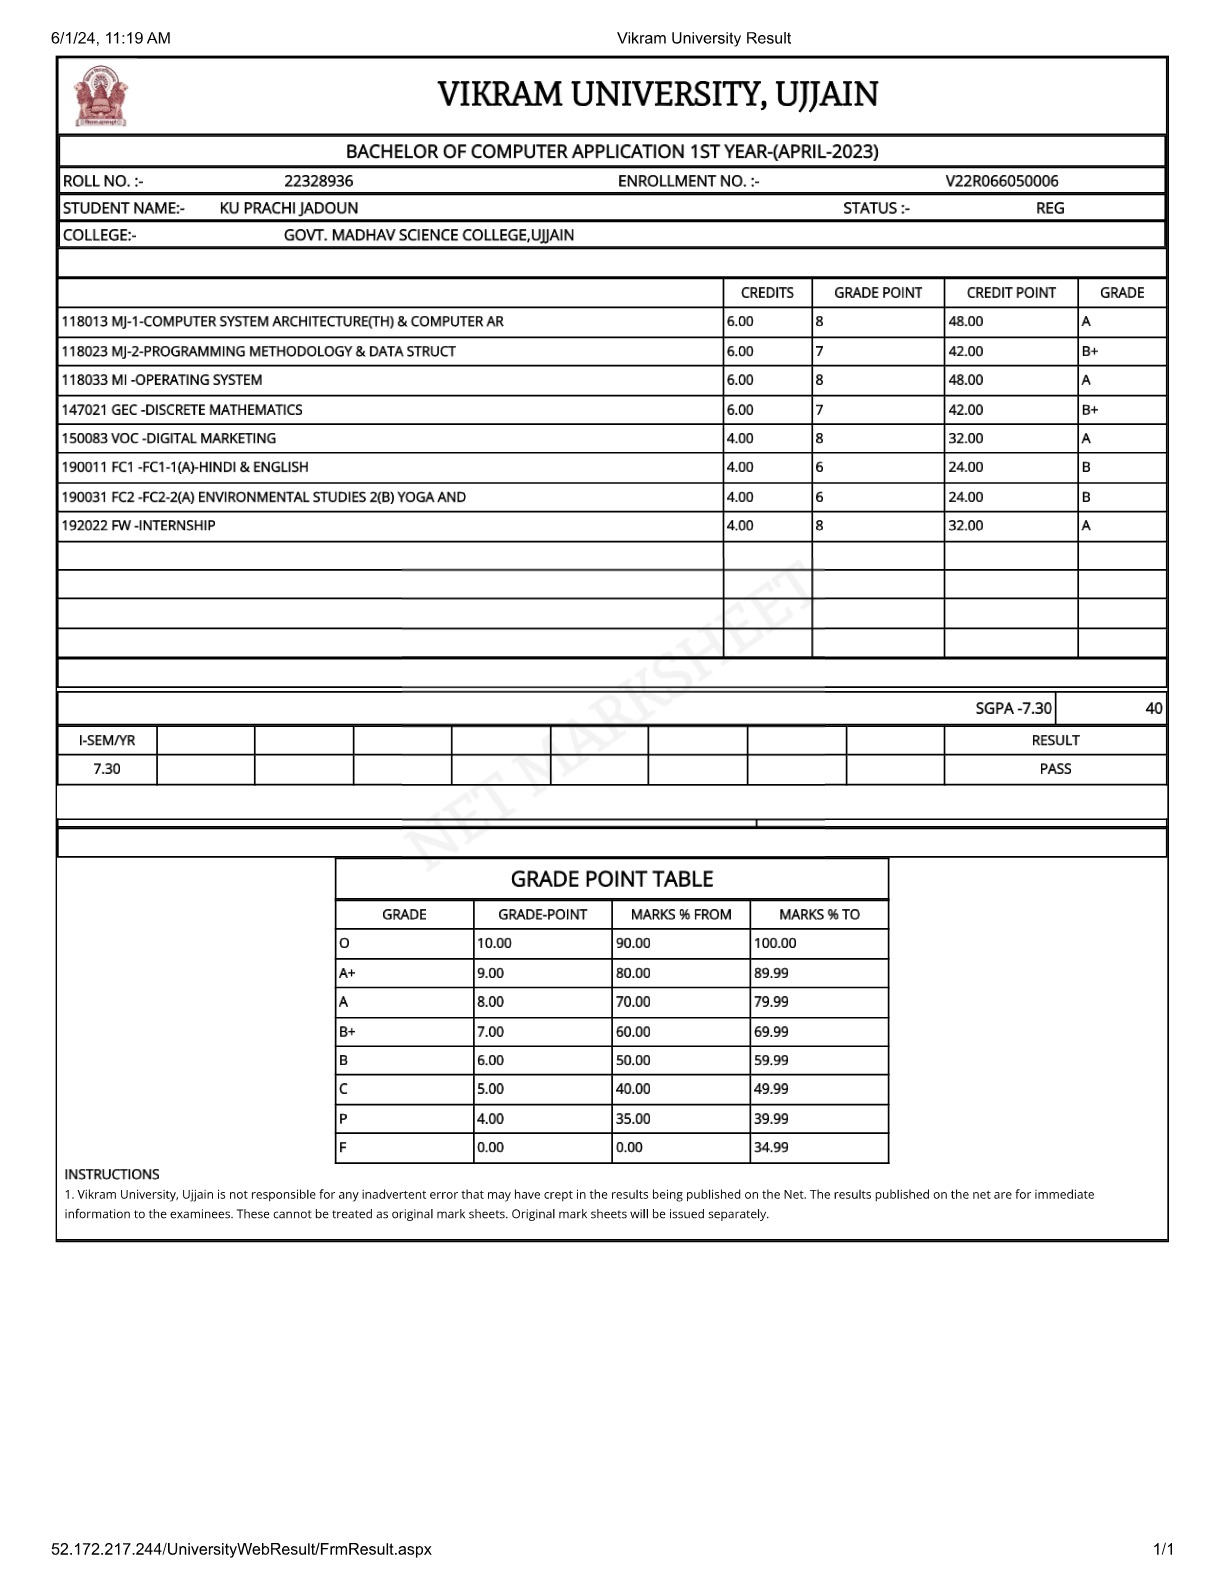 6/1/24, 11:19 AM Vikram University Result
VIKRAM UNIVERSITY, UJJAIN
BACHELOR OF COMPUTER APPLICATION 1ST YEAR-(APRIL-2023)
ROLL NO. :- 22328936 ENROLLMENT NO. :- V22R066050006
STUDENT NAME:- KU PRACHI JADOUN STATUS :- REG
COLLEGE:- GOVT. MADHAV SCIENCE COLLEGE,UJJAIN
CREDITS GRADE POINT CREDIT POINT GRADE
118013 MJ-1-COMPUTER SYSTEM ARCHITECTURE(TH) & COMPUTER AR 6.00 8 48.00 A
118023 MJ-2-PROGRAMMING METHODOLOGY & DATA STRUCT 6.00 7 42.00 B+
118033 MI -OPERATING SYSTEM 6.00 8 48.00 A
147021 GEC -DISCRETE MATHEMATICS 6.00 7 42.00 B+
150083 VOC -DIGITAL MARKETING 4.00 8 32.00 A
190011 FC1 -FC1-1(A)-HINDI & ENGLISH 4.00 6 24.00 B
190031 FC2 -FC2-2(A) ENVIRONMENTAL STUDIES 2(B) YOGA AND 4.00 6 24.00 B
192022 FW -INTERNSHIP 4.00 8 32.00 A
NET MARKSHEET
SGPA -7.30 40
I-SEM/YR RESULT
7.30 PASS
GRADE POINT TABLE
GRADE GRADE-POINT MARKS % FROM MARKS % TO
O 10.00 90.00 100.00
A+ 9.00 80.00 89.99
A 8.00 70.00 79.99
B+ 7.00 60.00 69.99
B 6.00 50.00 59.99
C 5.00 40.00 49.99
P 4.00 35.00 39.99
F 0.00 0.00 34.99
INSTRUCTIONS
1. Vikram University, Ujjain is not responsible for any inadvertent error that may have crept in the results being published on the Net. The results published on the net are for immediate
information to the examinees. These cannot be treated as original mark sheets. Original mark sheets will be issued separately.
52.172.217.244/UniversityWebResult/FrmResult.aspx 1/1